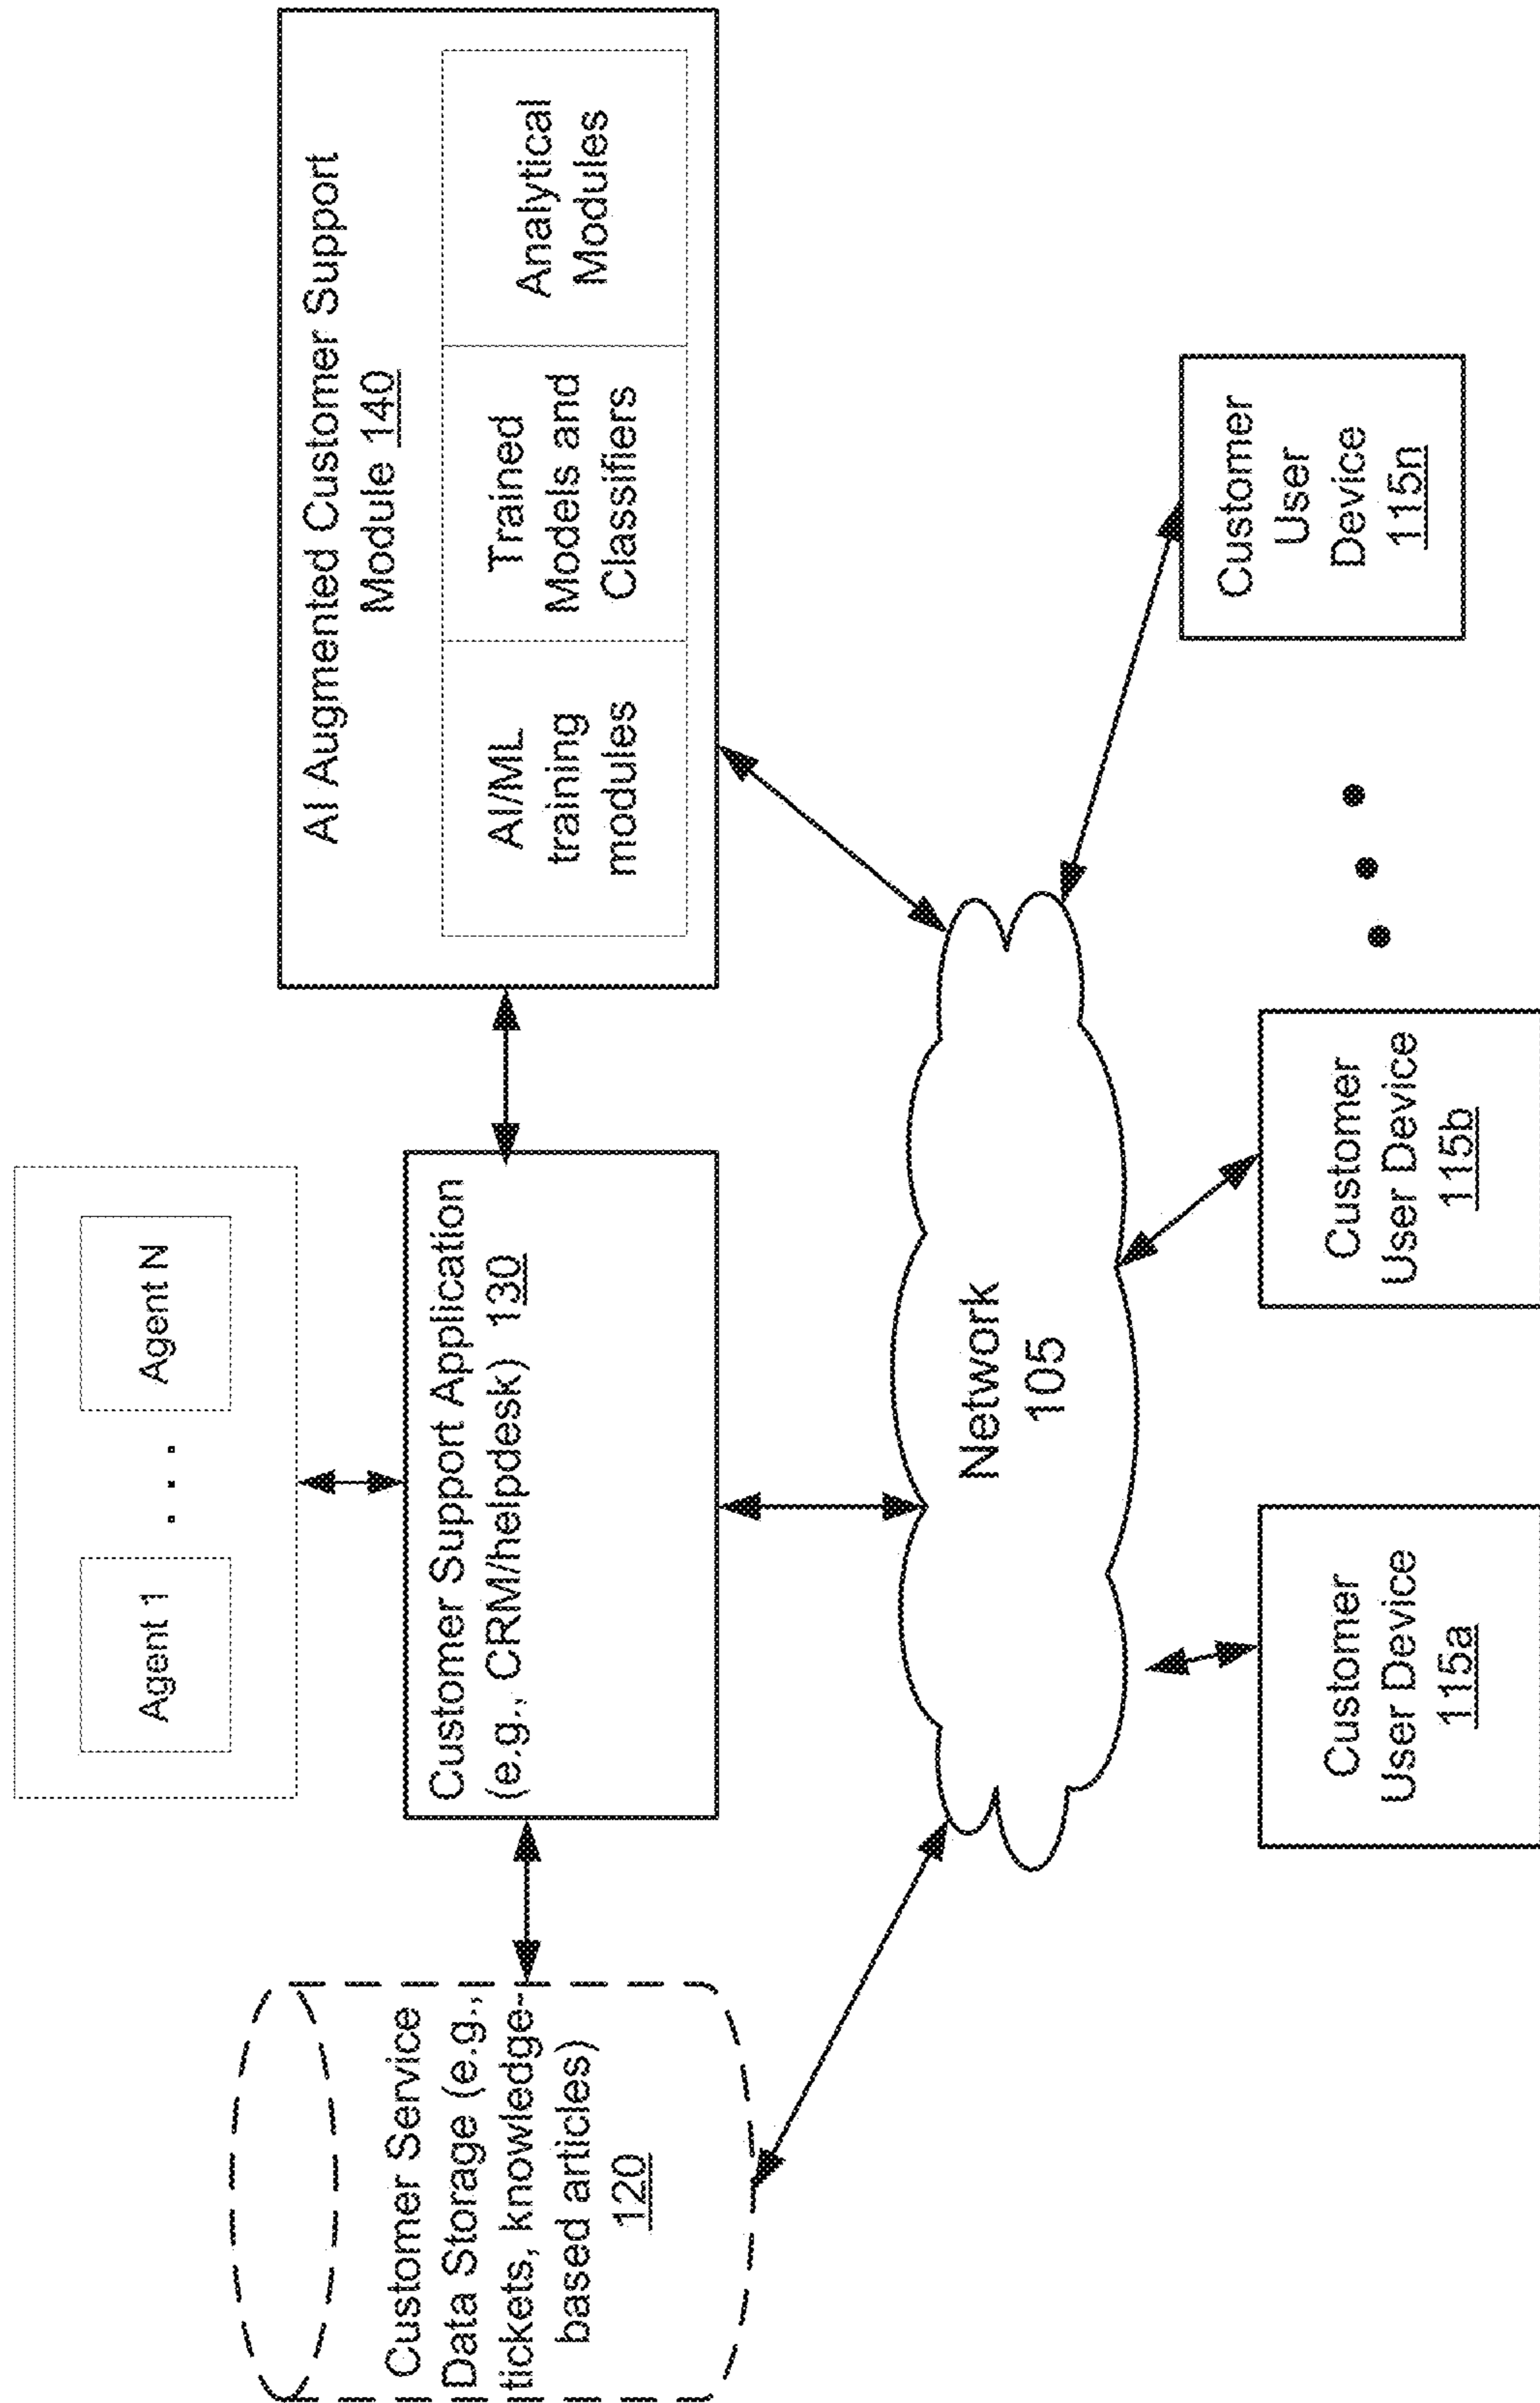 Agent 1
Agent N
AI Augmented Customer Support
Module 140
AI/ML
training
modules
Trained
Models and
Classifiers
Analytical
Modules
Customer Support Application
(e.g., CRM/helpdesk) 130
Customer Service
Data Storage (e.g.,
tickets, knowledge-
based articles)
120
Network
105
Customer
User Device
115a
Customer
User Device
115b
Customer
User
Device
115n